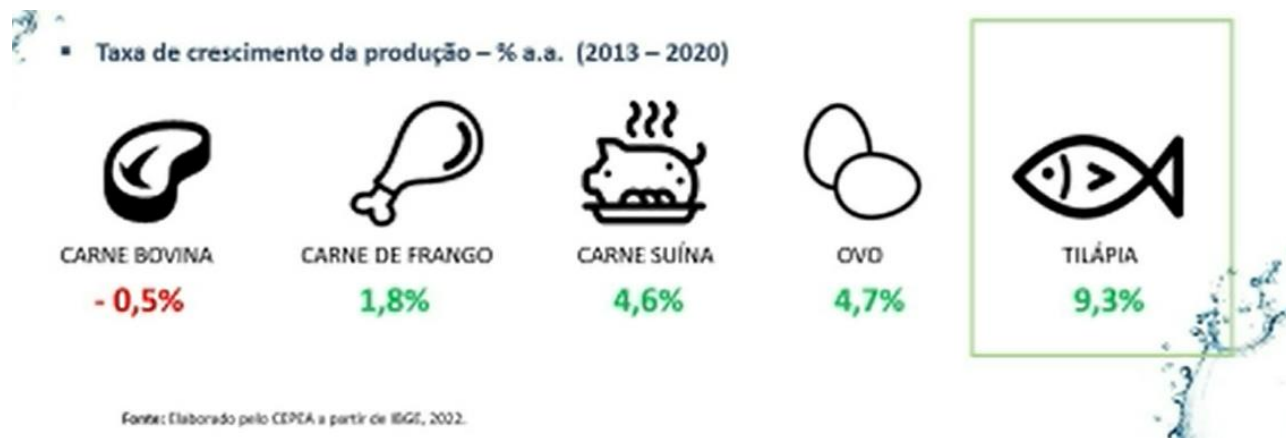 ▪ Taxa de crescimento da produção – % a.a. (2013 – 2020)
CARNE BOVINA
- 0,5%
CARNE DE FRANGO
1,8%
CARNE SUÍNA
4,6%
OVO
4,7%
TILÁPIA
9,3%
Fonte: Elaborado pelo CEPEA a partir de IBGE, 2022.